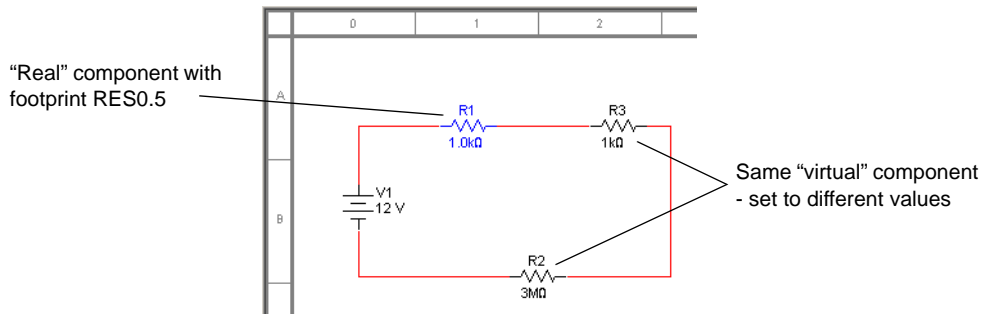 0 1 2
“Real” component with
footprint RES0.5
A
R1
1.0kΩ
R3
1kΩ
Same “virtual” component
- set to different values
V1
12 V
B
R2
3MΩ